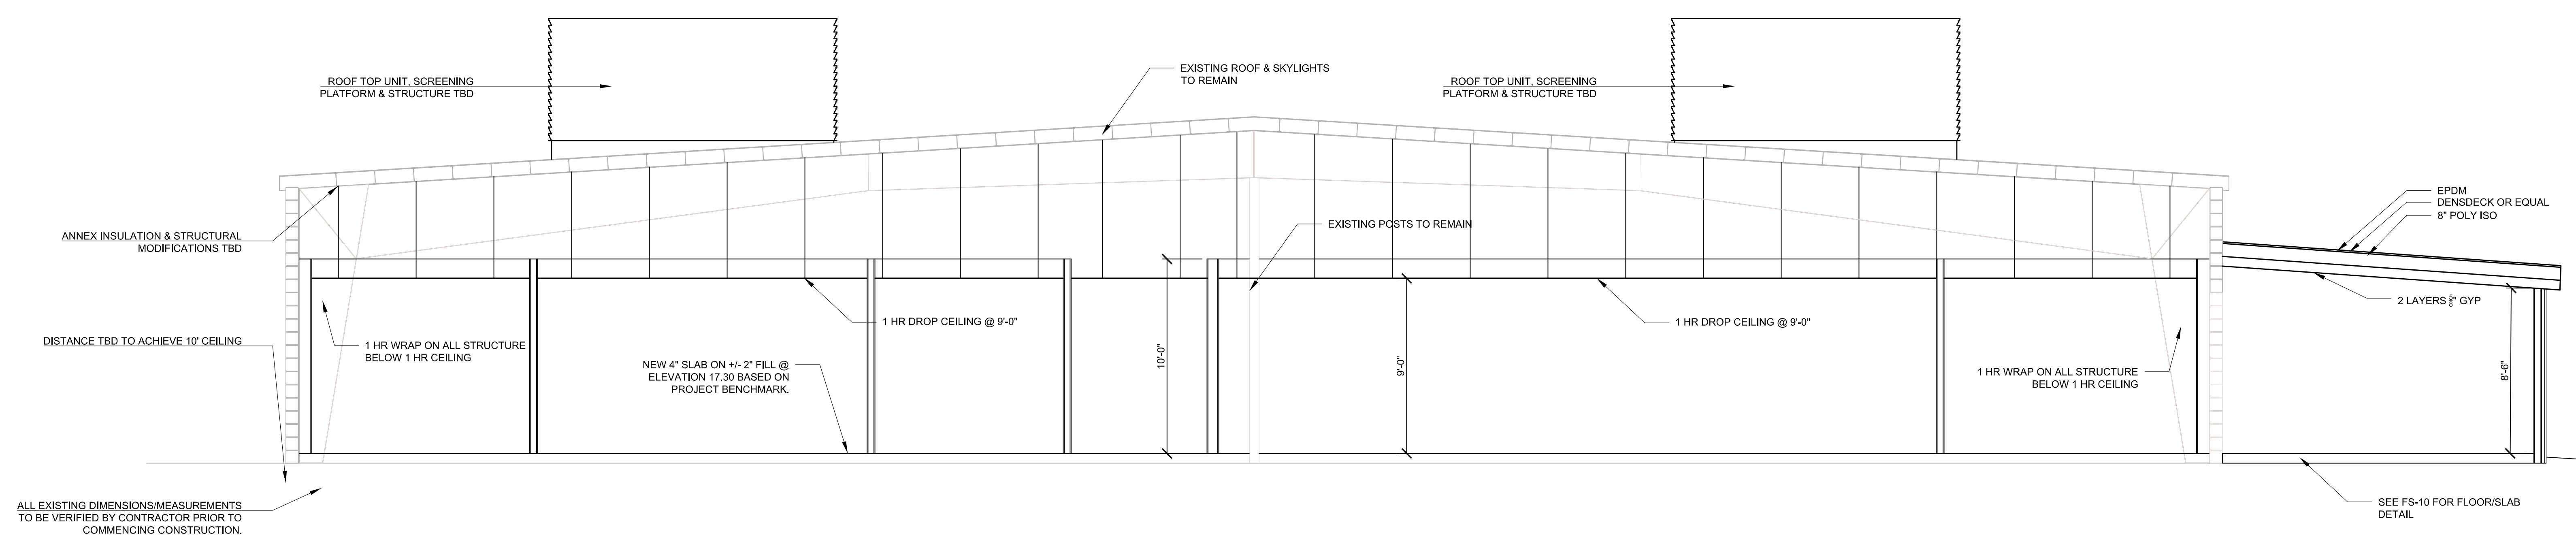 ROOF TOP UNIT, SCREENING
PLATFORM & STRUCTURE TBD
EXISTING ROOF & SKYLIGHTS
TO REMAIN
ROOF TOP UNIT, SCREENING
PLATFORM & STRUCTURE TBD
EPDM
DENSDECK OR EQUAL
8" POLY ISO
ANNEX INSULATION & STRUCTURAL
MODIFICATIONS TBD
EXISTING POSTS TO REMAIN
2 LAYERS ⅝" GYP
1 HR DROP CEILING @ 9'-0"
1 HR DROP CEILING @ 9'-0"
DISTANCE TBD TO ACHIEVE 10' CEILING
1 HR WRAP ON ALL STRUCTURE
BELOW 1 HR CEILING
NEW 4" SLAB ON +/- 2" FILL @
ELEVATION 17.30 BASED ON
PROJECT BENCHMARK.
10'-0"
9'-0"
1 HR WRAP ON ALL STRUCTURE
BELOW 1 HR CEILING
8'-6"
ALL EXISTING DIMENSIONS/MEASUREMENTS
TO BE VERIFIED BY CONTRACTOR PRIOR TO
COMMENCING CONSTRUCTION.
SEE FS-10 FOR FLOOR/SLAB
DETAIL